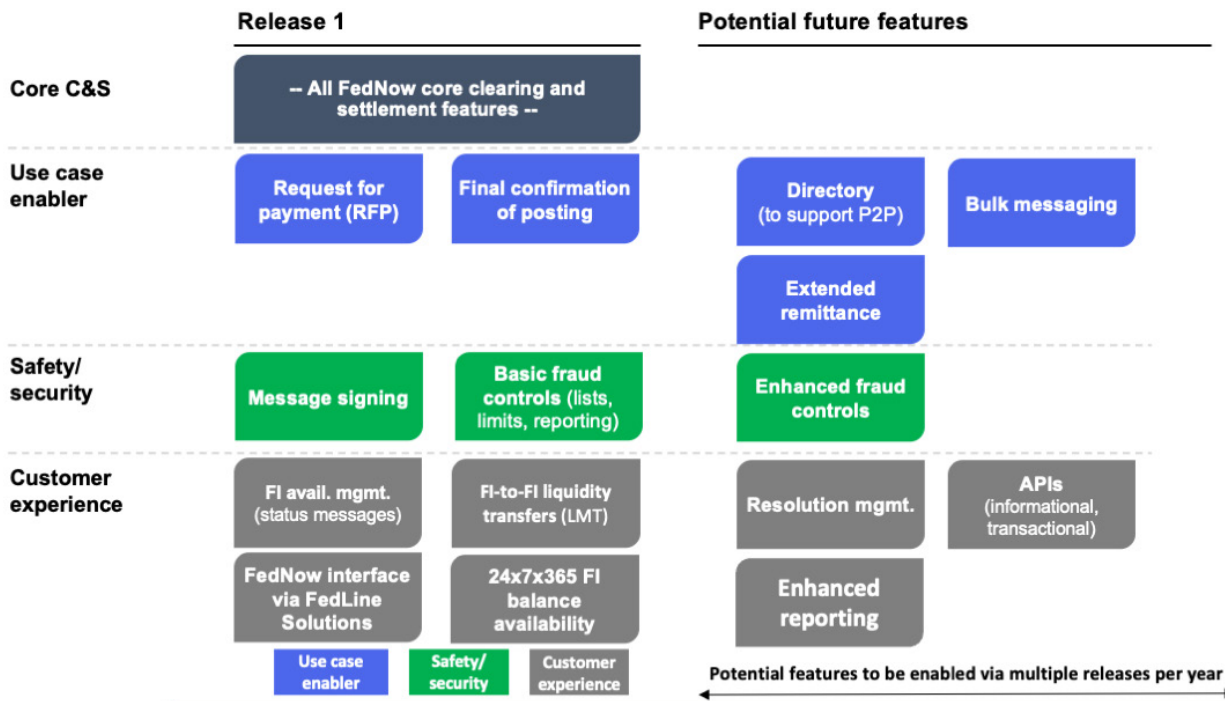 Release 1
Potential future features
Core C&S
-- All FedNow core clearing and
settlement features --
Use case
enabler
Request for
payment (RFP)
Final confirmation
of posting
Directory
(to support P2P)
Bulk messaging
Extended
remittance
Safety/
security
Message signing
Basic fraud
controls (lists,
limits, reporting)
Enhanced fraud
controls
Customer
experience
FI avail. mgmt.
(status messages)
FI-to-FI liquidity
transfers (LMT)
Resolution mgmt.
APIs
(informational,
transactional)
FedNow interface
via FedLine
Solutions
24x7x365 FI
balance
availability
Enhanced
reporting
Use case
enabler
Safety/
security
Customer
experience
Potential features to be enabled via multiple releases per year